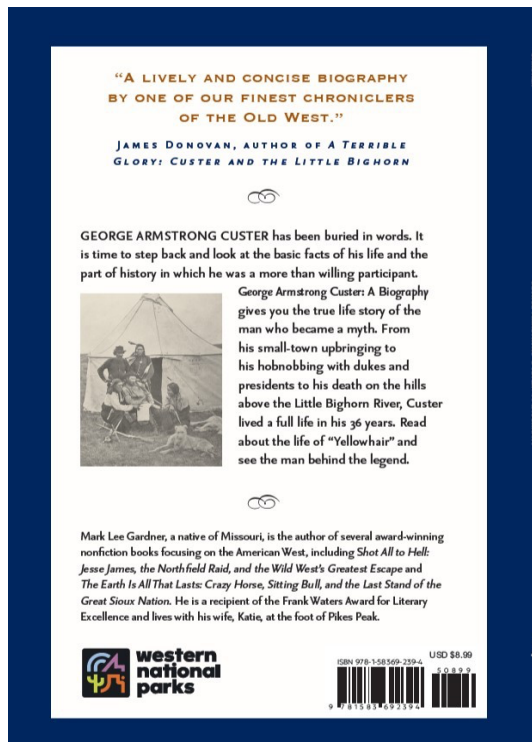 “A LIVELY AND CONCISE BIOGRAPHY
BY ONE OF OUR FINEST CHRONICLERS
OF THE OLD WEST.”
JAMES DONOVAN, AUTHOR OF A TERRIBLE
GLORY: CUSTER AND THE LITTLE BIGHORN
GEORGE ARMSTRONG CUSTER has been buried in words. It
is time to step back and look at the basic facts of his life and the
part of history in which he was a more than willing participant.
George Armstrong Custer: A Biography
gives you the true life story of the
man who became a myth. From
his small-town upbringing to
his hobnobbing with dukes and
presidents to his death on the hills
above the Little Bighorn River, Custer
lived a full life in his 36 years. Read
about the life of “Yellowhair” and
see the man behind the legend.
Mark Lee Gardner, a native of Missouri, is the author of several award-winning
nonfiction books focusing on the American West, including Shot All to Hell:
Jesse James, the Northfield Raid, and the Wild West’s Greatest Escape and
The Earth Is All That Lasts: Crazy Horse, Sitting Bull, and the Last Stand of the
Great Sioux Nation. He is a recipient of the Frank Waters Award for Literary
Excellence and lives with his wife, Katie, at the foot of Pikes Peak.
western
national
parks
ISBN 978-1-58369-239-4
USD $8.99
50899
9 781583 692394